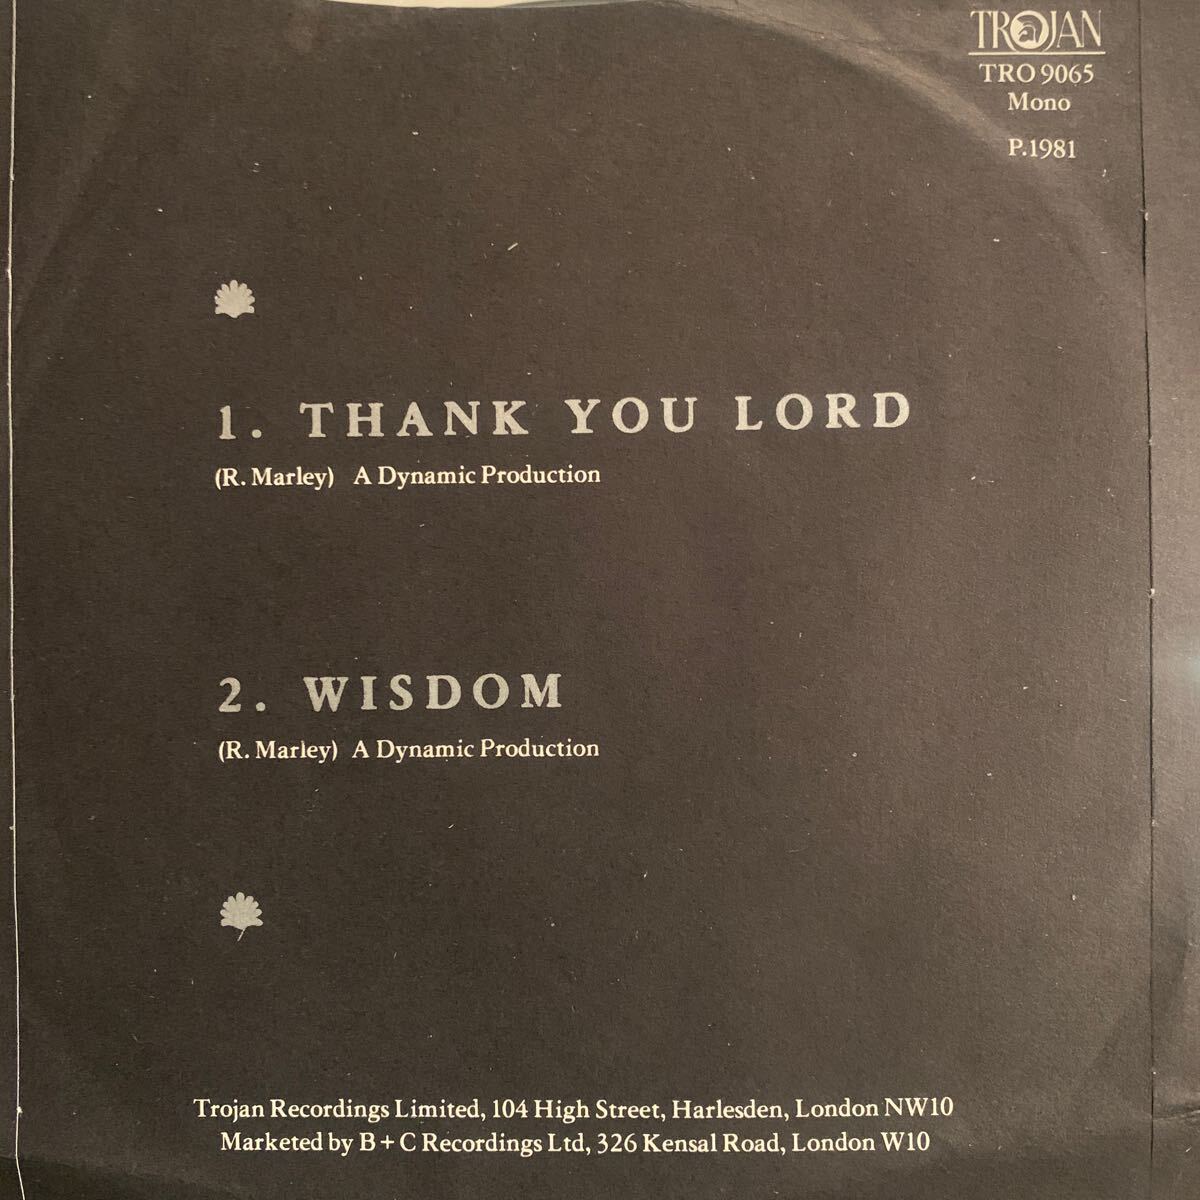 TROJAN
TRO 9065
Mono
P.1981
1. THANK YOU LORD
(R. Marley) A Dynamic Production
2. WISDOM
(R. Marley) A Dynamic Production
Trojan Recordings Limited, 104 High Street, Harlesden, London NW10
Marketed by B + C Recordings Ltd, 326 Kensal Road, London W10